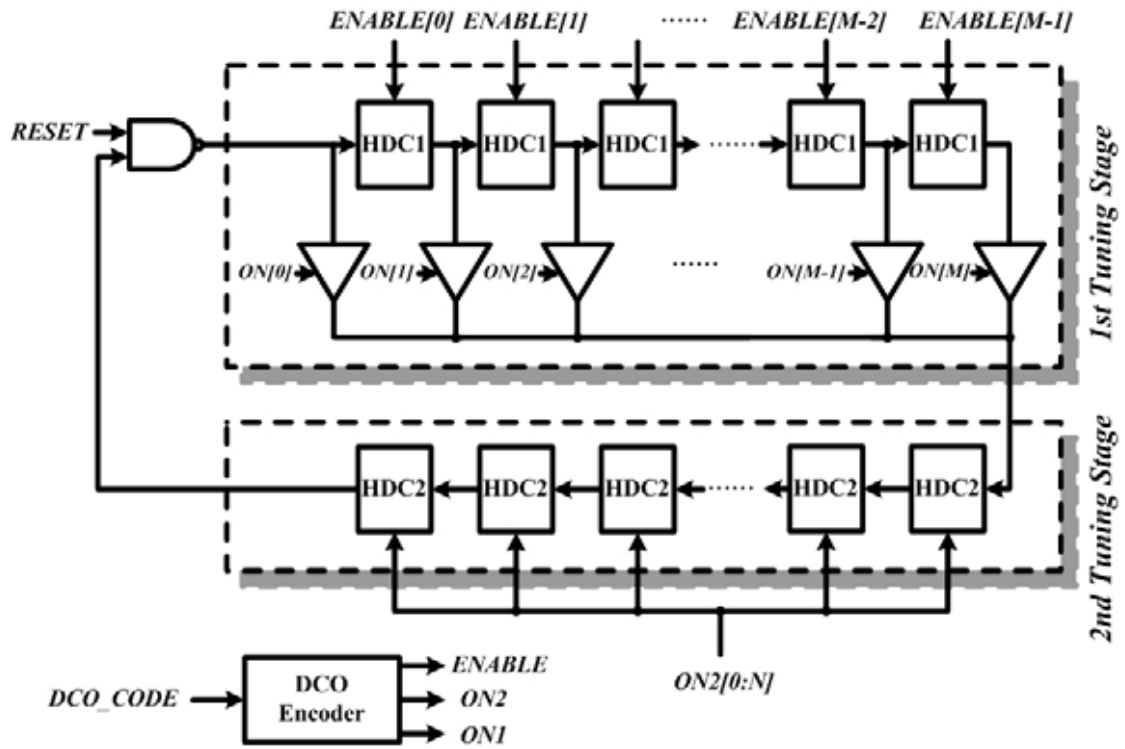 ENABLE[0] ENABLE[1] ...... ENABLE[M-2] ENABLE[M-1]
RESET
HDC1 HDC1 HDC1 ...... HDC1 HDC1
ON[0] ON[1] ON[2] ...... ON[M-1] ON[M]
1st Tuning Stage
HDC2 HDC2 HDC2 ...... HDC2 HDC2
2nd Tuning Stage
ON2[0:N]
DCO_CODE
DCO
Encoder
ENABLE
ON2
ON1